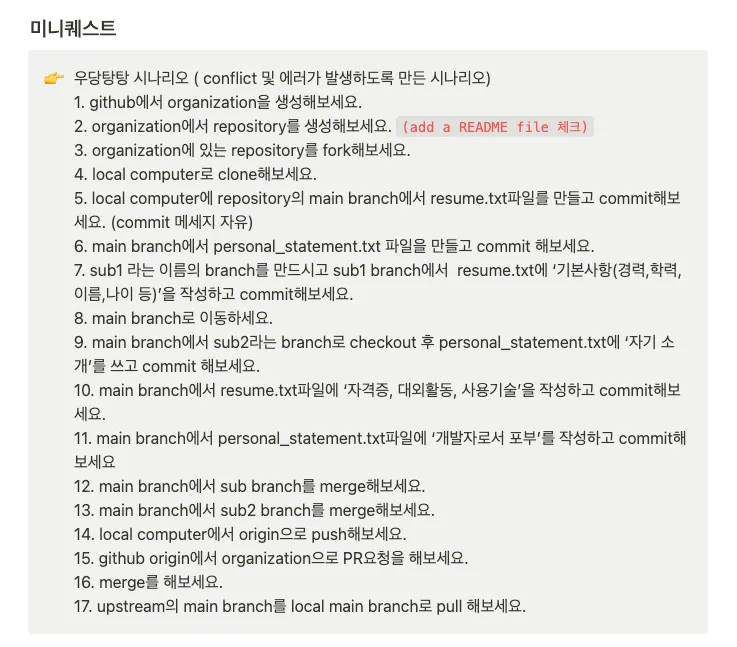 미니퀘스트
👉 우당탕탕 시나리오 ( conflict 및 에러가 발생하도록 만든 시나리오)
1. github에서 organization을 생성해보세요.
2. organization에서 repository를 생성해보세요. (add a README file 체크)
3. organization에 있는 repository를 fork해보세요.
4. local computer로 clone해보세요.
5. local computer에 repository의 main branch에서 resume.txt파일를 만들고 commit해보
세요. (commit 메세지 자유)
6. main branch에서 personal_statement.txt 파일을 만들고 commit 해보세요.
7. sub1 라는 이름의 branch를 만드시고 sub1 branch에서  resume.txt에 ‘기본사항(경력,학력,
이름,나이 등)’을 작성하고 commit해보세요.
8. main branch로 이동하세요.
9. main branch에서 sub2라는 branch로 checkout 후 personal_statement.txt에 ‘자기 소
개’를 쓰고 commit 해보세요.
10. main branch에서 resume.txt파일에 ‘자격증, 대외활동, 사용기술’을 작성하고 commit해보
세요.
11. main branch에서 personal_statement.txt파일에 ‘개발자로서 포부’를 작성하고 commit해
보세요
12. main branch에서 sub branch를 merge해보세요.
13. main branch에서 sub2 branch를 merge해보세요.
14. local computer에서 origin으로 push해보세요.
15. github origin에서 organization으로 PR요청을 해보세요.
16. merge를 해보세요.
17. upstream의 main branch를 local main branch로 pull 해보세요.